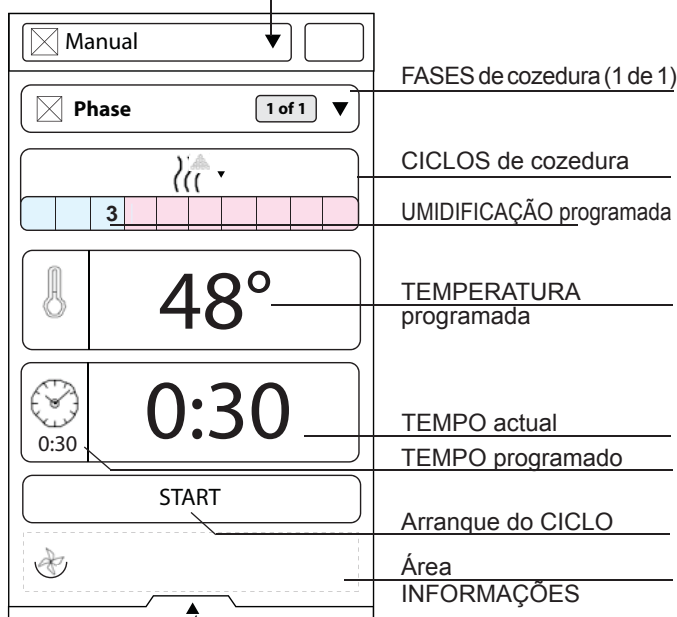 Manual
FASES de cozedura (1 de 1)
Phase 1 of 1
CICLOS de cozedura
3
UMIDIFICAÇÃO programada
48°
TEMPERATURA
programada
0:30
0:30
TEMPO actual
TEMPO programado
START
Arranque do CICLO
Área
INFORMAÇÕES